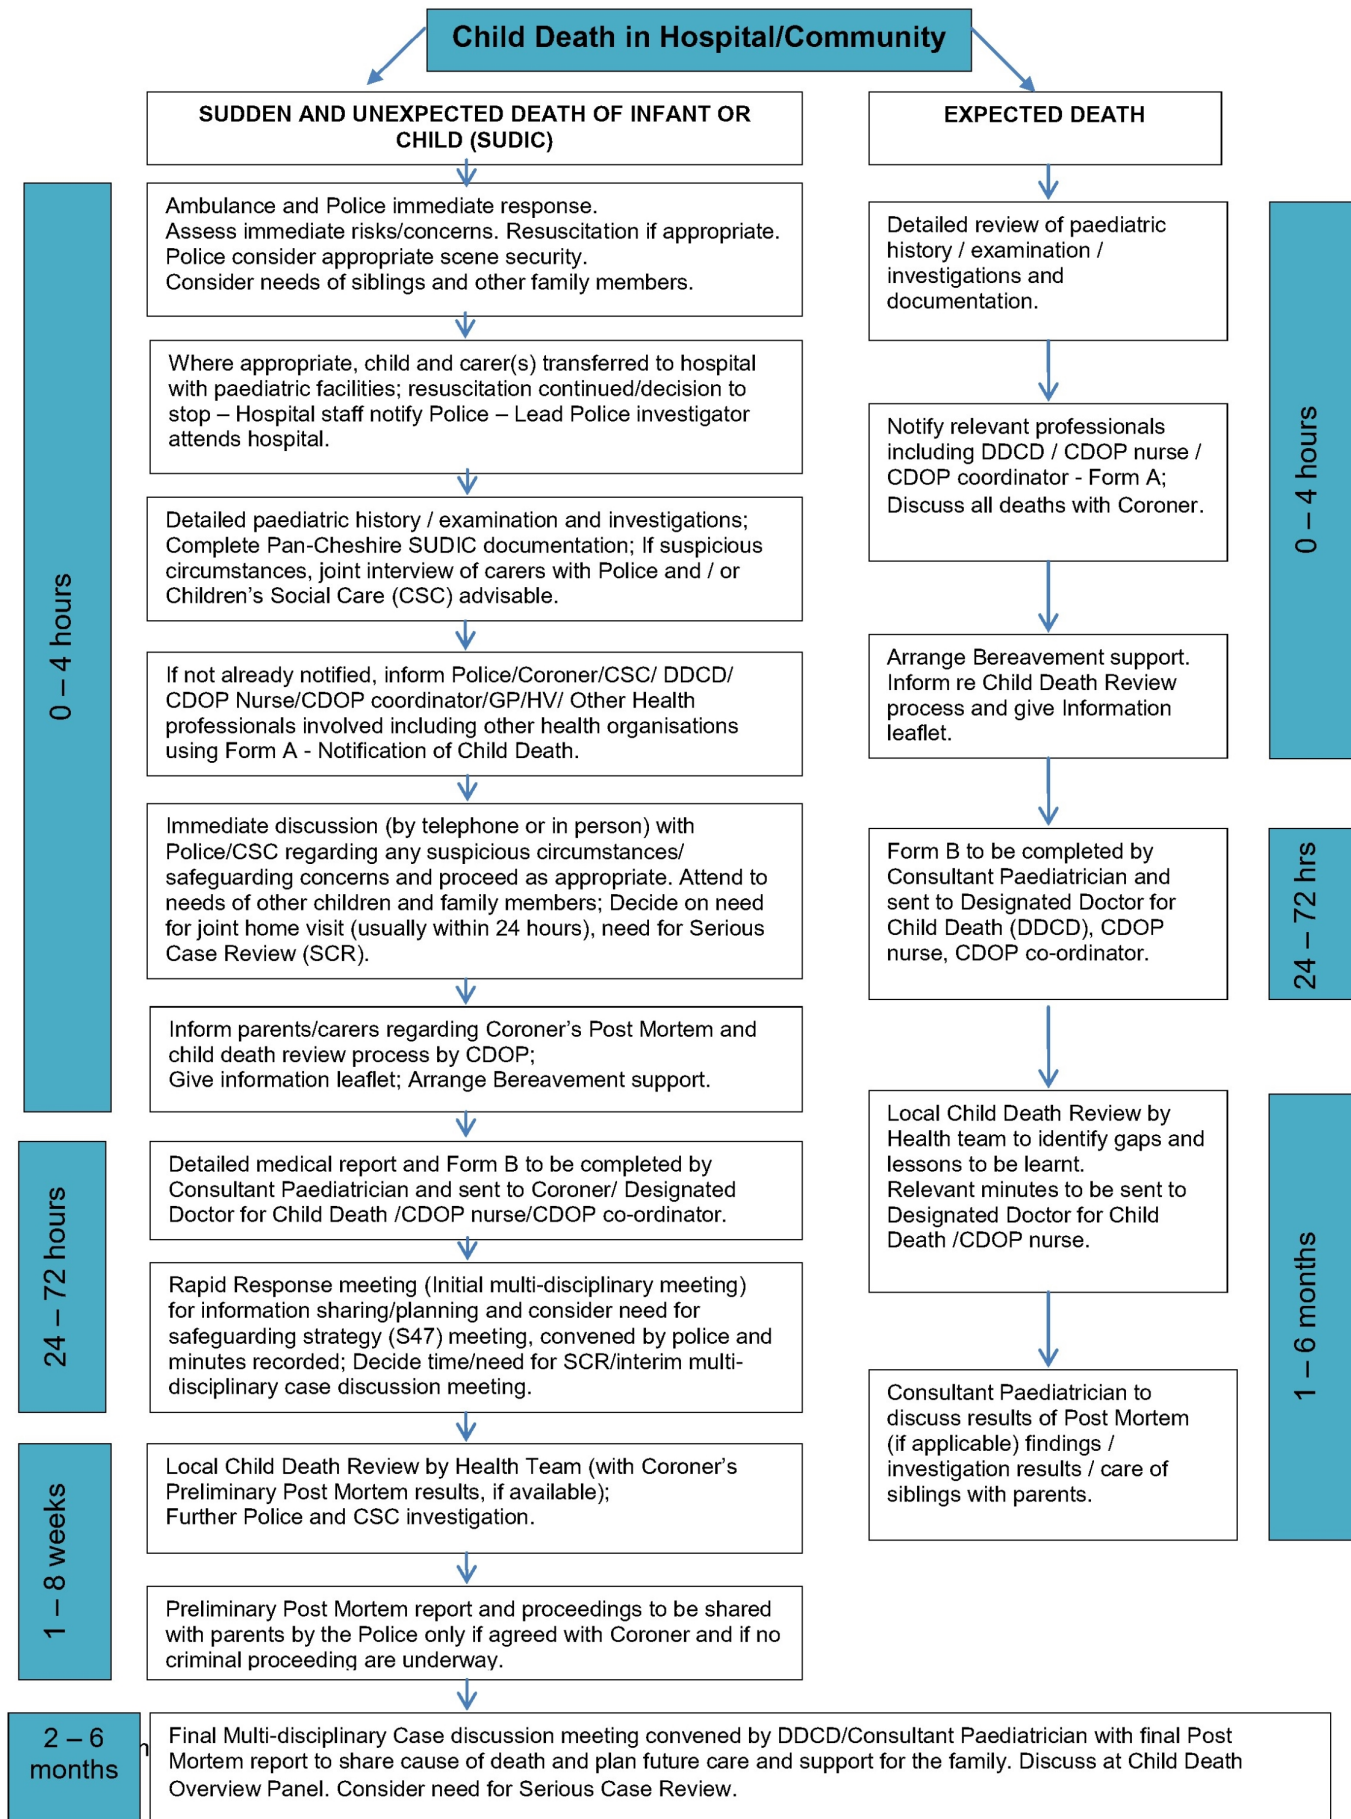 Child Death in Hospital/Community
SUDDEN AND UNEXPECTED DEATH OF INFANT OR
CHILD (SUDIC)
0 – 4 hours
Ambulance and Police immediate response.
Assess immediate risks/concerns. Resuscitation if appropriate.
Police consider appropriate scene security.
Consider needs of siblings and other family members.
Where appropriate, child and carer(s) transferred to hospital
with paediatric facilities; resuscitation continued/decision to
stop – Hospital staff notify Police – Lead Police investigator
attends hospital.
Detailed paediatric history / examination and investigations;
Complete Pan-Cheshire SUDIC documentation; If suspicious
circumstances, joint interview of carers with Police and / or
Children's Social Care (CSC) advisable.
If not already notified, inform Police/Coroner/CSC/ DDCD/
CDOP Nurse/CDOP coordinator/GP/HV/ Other Health
professionals involved including other health organisations
using Form A - Notification of Child Death.
Immediate discussion (by telephone or in person) with
Police/CSC regarding any suspicious circumstances/
safeguarding concerns and proceed as appropriate. Attend to
needs of other children and family members; Decide on need
for joint home visit (usually within 24 hours), need for Serious
Case Review (SCR).
Inform parents/carers regarding Coroner's Post Mortem and
child death review process by CDOP;
Give information leaflet; Arrange Bereavement support.
24 – 72 hours
Detailed medical report and Form B to be completed by
Consultant Paediatrician and sent to Coroner/ Designated
Doctor for Child Death /CDOP nurse/CDOP co-ordinator.
Rapid Response meeting (Initial multi-disciplinary meeting)
for information sharing/planning and consider need for
safeguarding strategy (S47) meeting, convened by police and
minutes recorded; Decide time/need for SCR/interim multi-
disciplinary case discussion meeting.
1 – 8 weeks
Local Child Death Review by Health Team (with Coroner's
Preliminary Post Mortem results, if available);
Further Police and CSC investigation.
Preliminary Post Mortem report and proceedings to be shared
with parents by the Police only if agreed with Coroner and if no
criminal proceeding are underway.
EXPECTED DEATH
0 – 4 hours
Detailed review of paediatric
history / examination /
investigations and
documentation.
Notify relevant professionals
including DDCD / CDOP nurse /
CDOP coordinator - Form A;
Discuss all deaths with Coroner.
Arrange Bereavement support.
Inform re Child Death Review
process and give Information
leaflet.
24 – 72 hrs
Form B to be completed by
Consultant Paediatrician and
sent to Designated Doctor for
Child Death (DDCD), CDOP
nurse, CDOP co-ordinator.
1 – 6 months
Local Child Death Review by
Health team to identify gaps and
lessons to be learnt.
Relevant minutes to be sent to
Designated Doctor for Child
Death /CDOP nurse.
Consultant Paediatrician to
discuss results of Post Mortem
(if applicable) findings /
investigation results / care of
siblings with parents.
2 – 6
months
Final Multi-disciplinary Case discussion meeting convened by DDCD/Consultant Paediatrician with final Post
Mortem report to share cause of death and plan future care and support for the family. Discuss at Child Death
Overview Panel. Consider need for Serious Case Review.